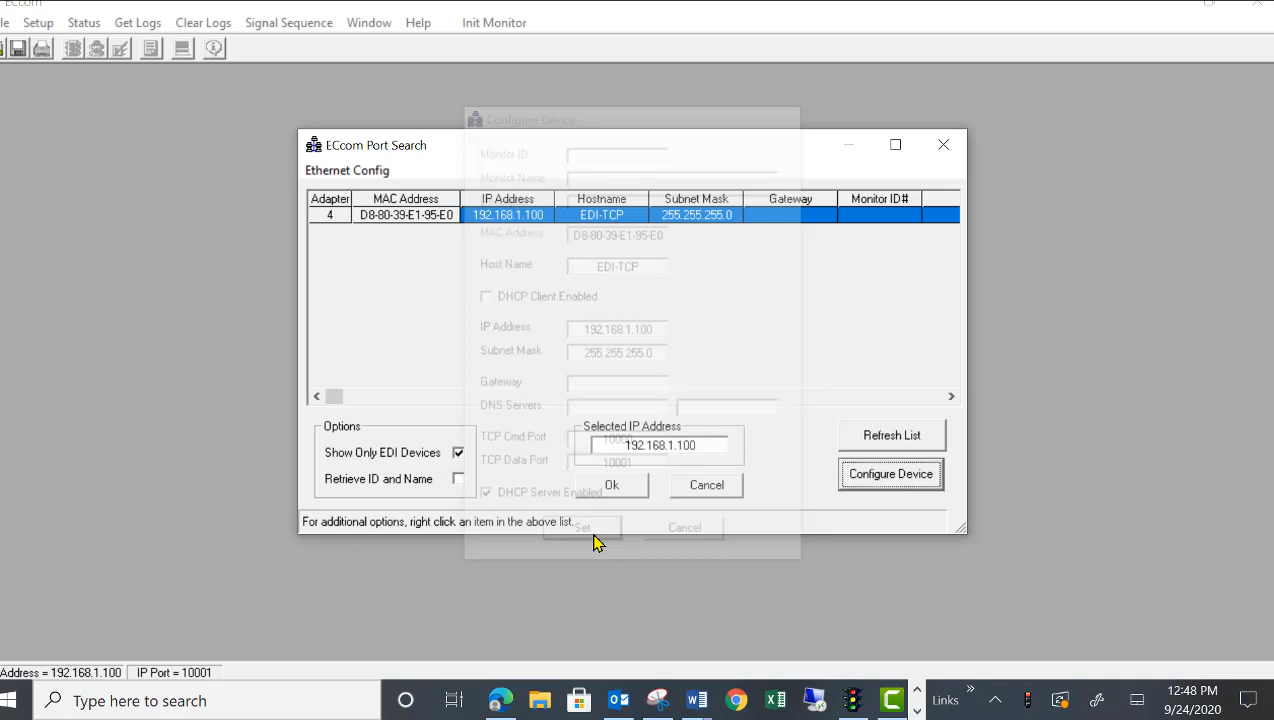 ECcom
le Setup Status Get Logs Clear Logs Signal Sequence Window Help Init Monitor
Configure Device
ECcom Port Search
Monitor ID
Ethernet Config
Monitor Name
Adapter MAC Address IP Address Hostname Subnet Mask Gateway Monitor ID#
4 D8-80-39-E1-95-E0 192.168.1.100 EDI-TCP 255.255.255.0
MAC Address D8-80-39-E1-95-E0
Host Name EDI-TCP
DHCP Client Enabled
IP Address 192.168.1.100
Subnet Mask 255.255.255.0
Gateway
DNS Servers
Options
Selected IP Address
TCP Cmd Port
Refresh List
192.168.1.100
Show Only EDI Devices
TCP Data Port 10001
Retrieve ID and Name
Configure Device
Ok Cancel
DHCP Server Enabled
For additional options, right click an item in the above list.
Set Cancel
Address = 192.168.1.100 IP Port = 10001
Type here to search
Links
12:48 PM
9/24/2020